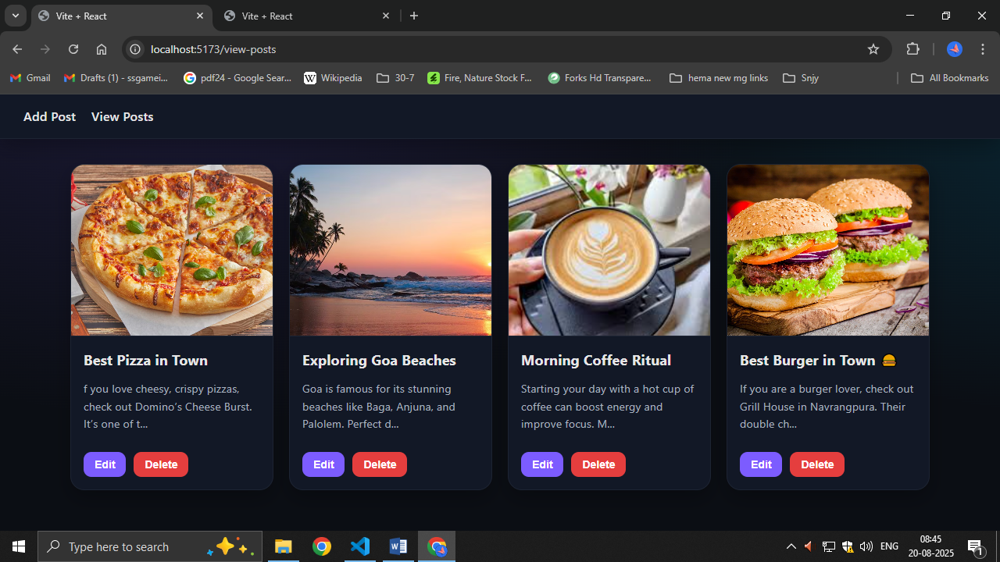 Vite + React
Vite + React
localhost:5173/view-posts
Gmail
Drafts (1) - ssgamei...
pdf24 - Google Sear...
Wikipedia
30-7
Fire, Nature Stock F...
Forks Hd Transpare...
hema new mg links
Snjy
All Bookmarks
Add Post
View Posts
Best Pizza in Town
f you love cheesy, crispy pizzas,
check out Domino’s Cheese Burst.
It’s one of t...
Edit
Delete
Exploring Goa Beaches
Goa is famous for its stunning
beaches like Baga, Anjuna, and
Palolem. Perfect d...
Edit
Delete
Morning Coffee Ritual
Starting your day with a hot cup of
coffee can boost energy and
improve focus. M...
Edit
Delete
Best Burger in Town 🍔
If you are a burger lover, check out
Grill House in Navrangpura. Their
double ch...
Edit
Delete
Type here to search
ENG
08:45
20-08-2025
1